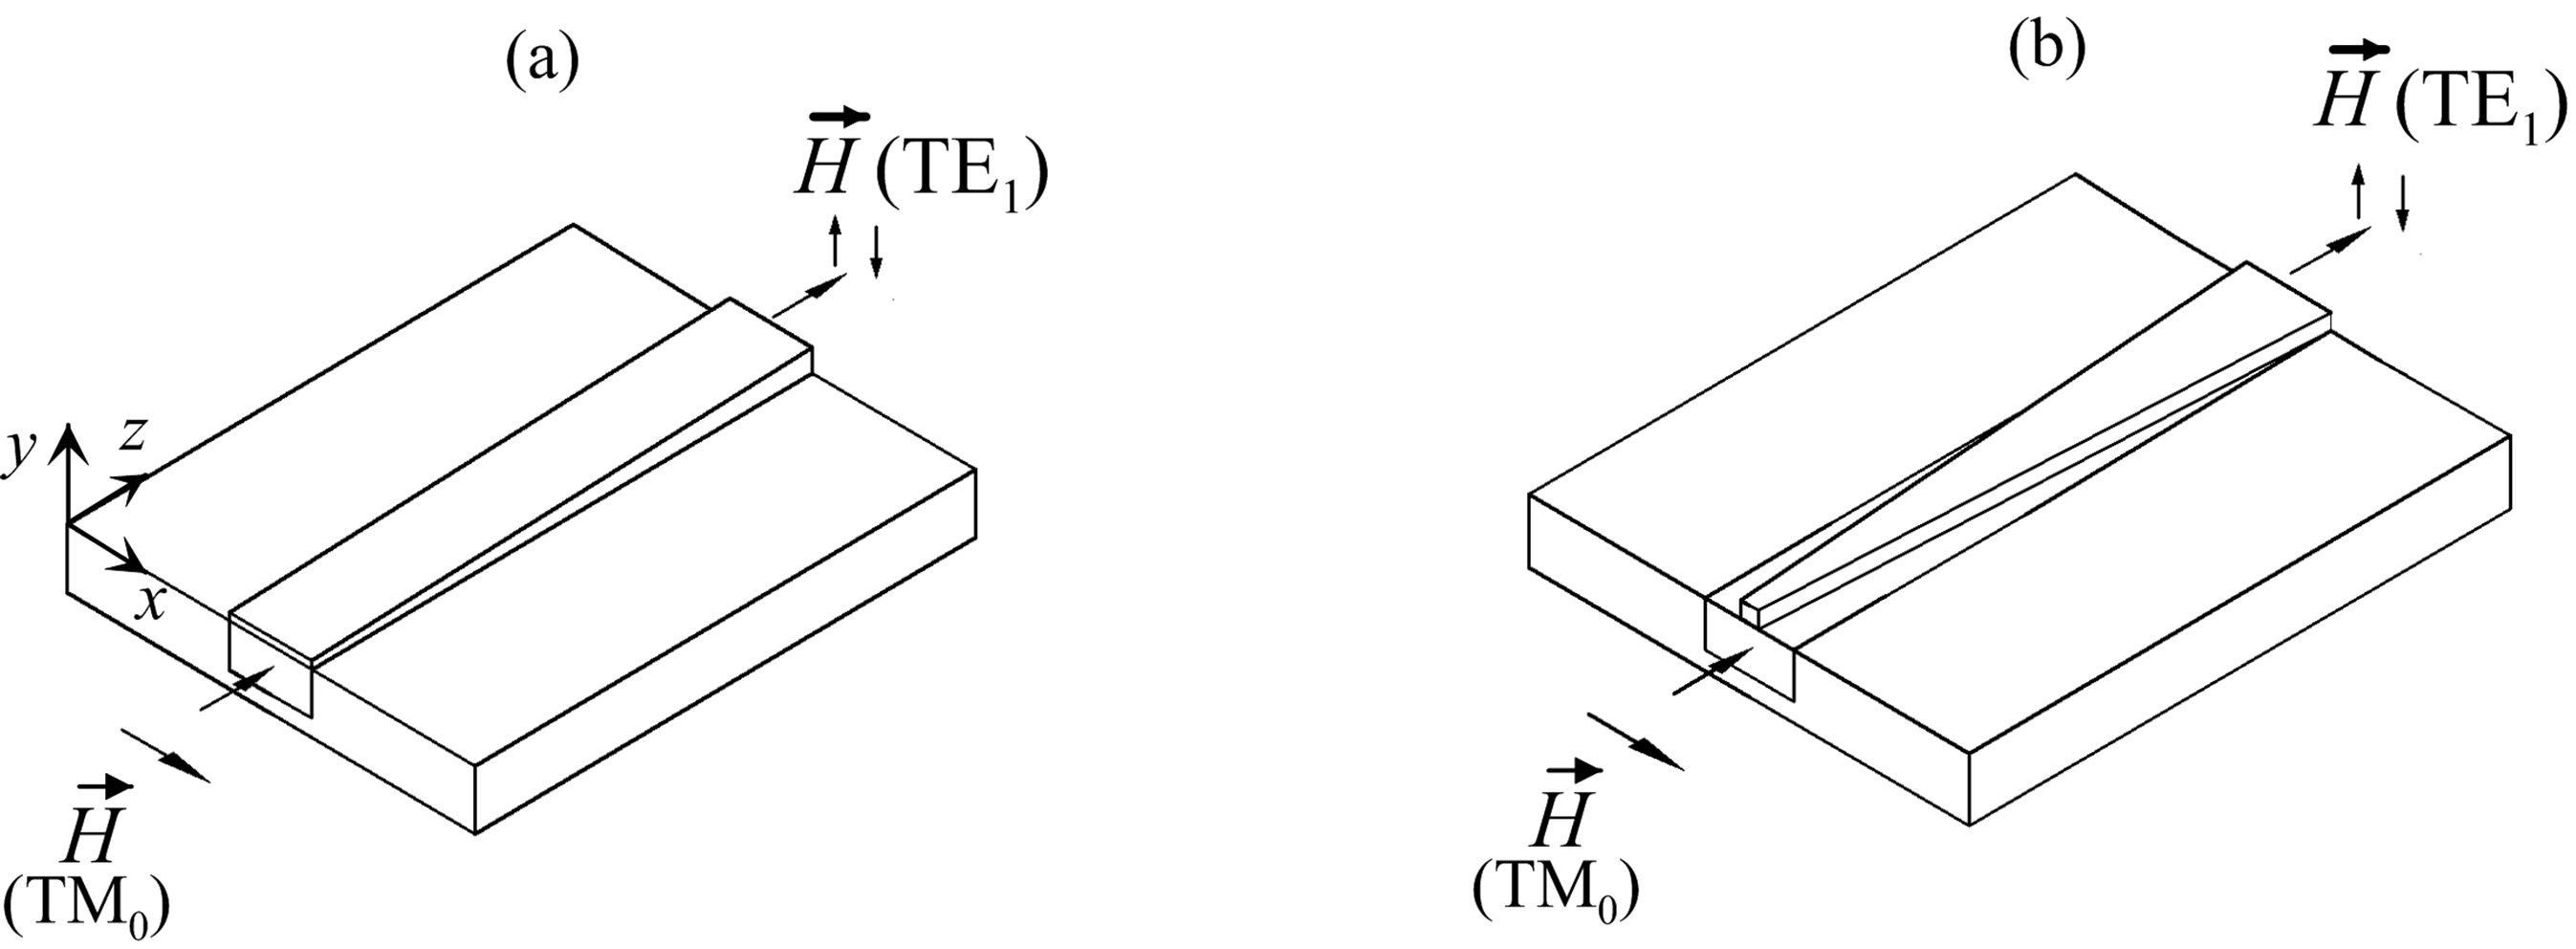 (a)
H (TE₁)
y
z
x
H
(TM₀)
(b)
H (TE₁)
H
(TM₀)